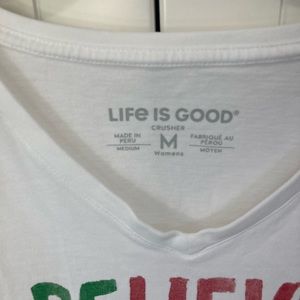 LIFE IS GOOD®
CRUSHER
MADE IN PERU
MEDIUM
M
Womens
FABRIQUÉ AU PÉROU
MOYEN